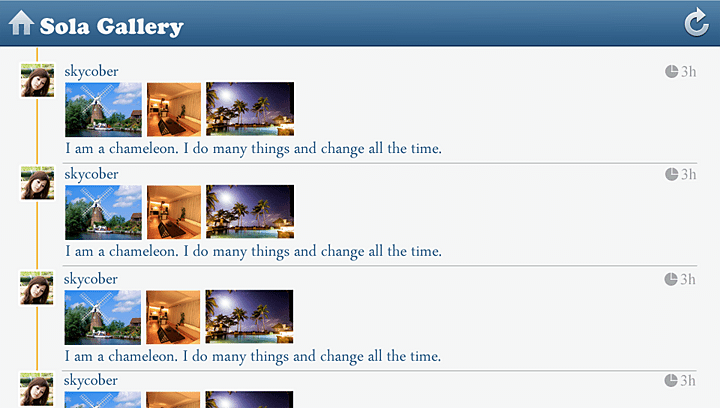 Sola Gallery
skycober 3h
I am a chameleon. I do many things and change all the time.
skycober 3h
I am a chameleon. I do many things and change all the time.
skycober 3h
I am a chameleon. I do many things and change all the time.
skycober 3h